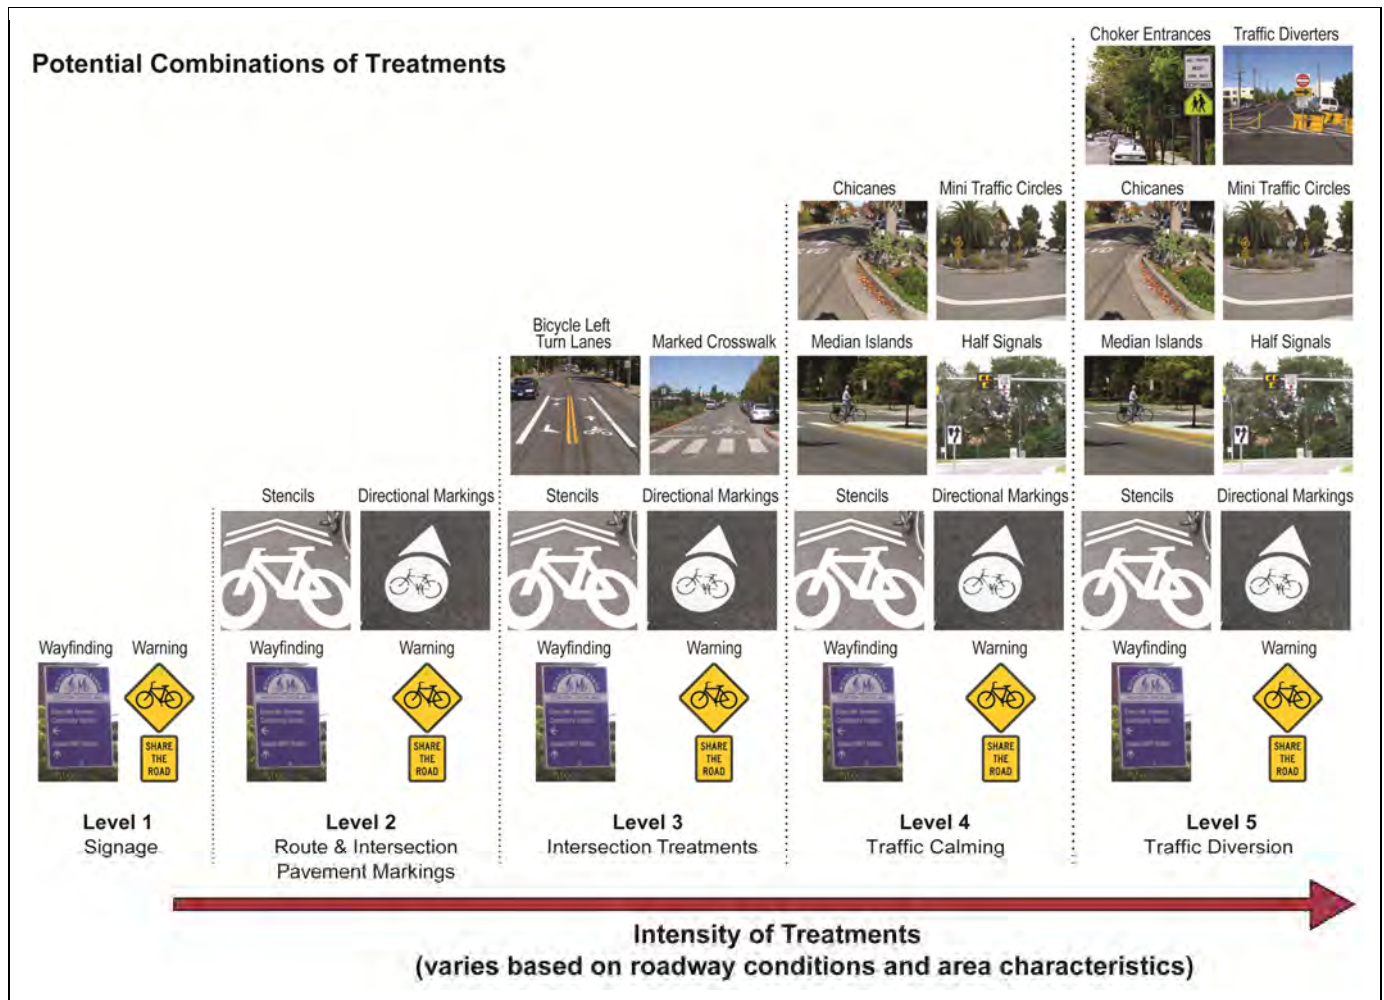 Potential Combinations of Treatments
Choker Entrances Traffic Diverters
Chicanes Mini Traffic Circles Chicanes Mini Traffic Circles
Bicycle Left
Turn Lanes Marked Crosswalk Median Islands Half Signals Median Islands Half Signals
Stencils Directional Markings Stencils Directional Markings Stencils Directional Markings Stencils Directional Markings
Wayfinding Warning Wayfinding Warning Wayfinding Warning Wayfinding Warning Wayfinding Warning
SHARE SHARE SHARE SHARE SHARE
THE THE THE THE THE
ROAD ROAD ROAD ROAD ROAD
Level 1 Level 2 Level 3 Level 4 Level 5
Signage Route & Intersection Intersection Treatments Traffic Calming Traffic Diversion
Pavement Markings
Intensity of Treatments
(varies based on roadway conditions and area characteristics)